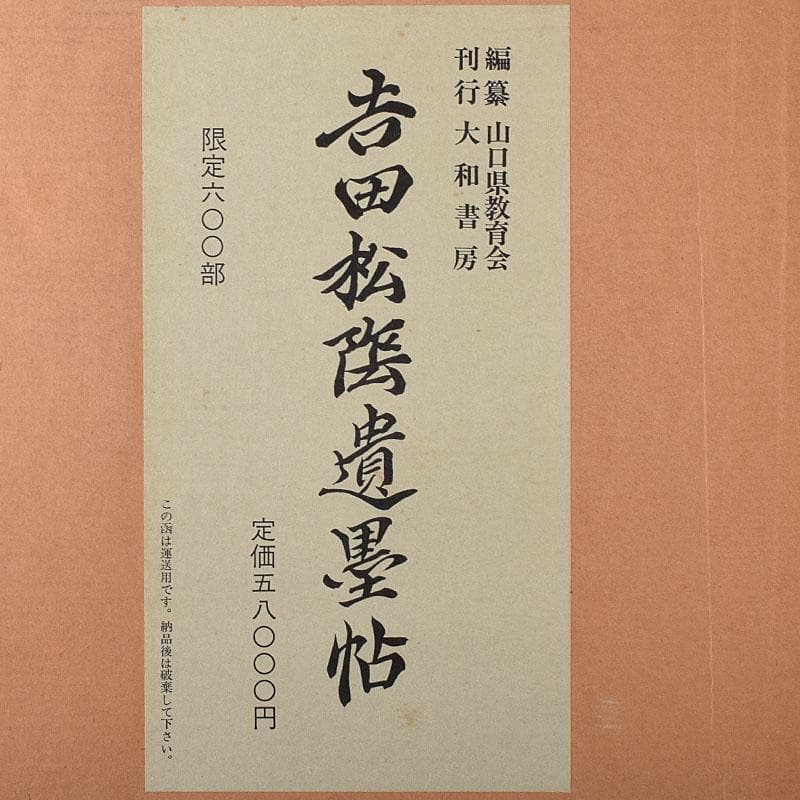 編纂 山口県教育会
刊行 大和書房
吉田松陰遺墨帖
定価五八〇〇〇円
限定六〇〇部
この函は運送用です。納品後は破棄して下さい。